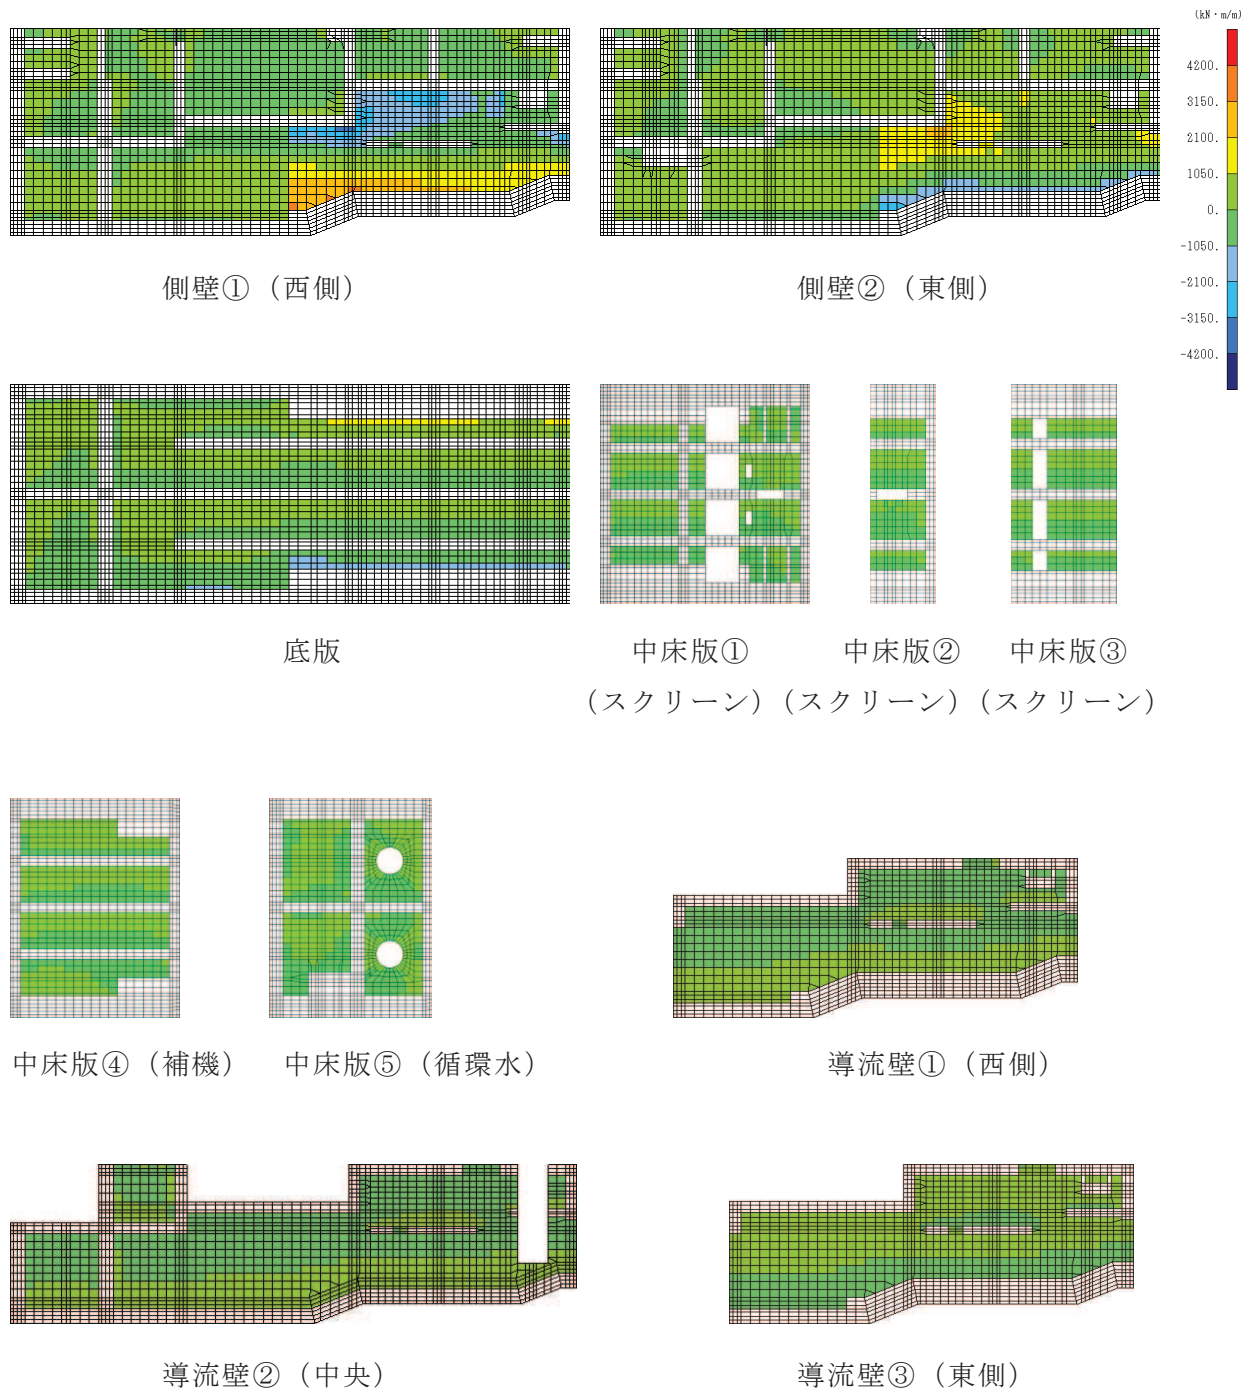 (kN・m/m)
4200.
3150.
2100.
1050.
0.
-1050.
-2100.
-3150.
-4200.
側壁①（西側）
側壁②（東側）
底版
中床版①
（スクリーン）
中床版②
（スクリーン）
中床版③
（スクリーン）
中床版④（補機）
中床版⑤（循環水）
導流壁①（西側）
導流壁②（中央）
導流壁③（東側）